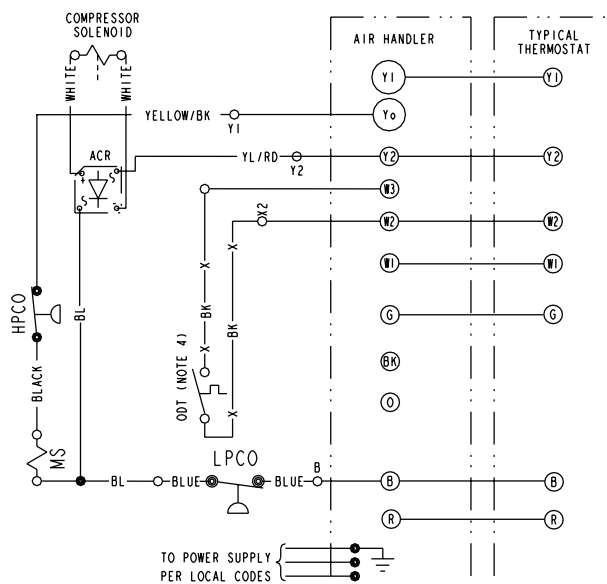 COMPRESSOR
SOLENOID
AIR HANDLER
TYPICAL
THERMOSTAT
WHITE
WHITE
Y1
Y1
YELLOW/BK
Y1
Yo
ACR
YL/RD
Y2
Y2
Y2
+
S
S
W3
X2
W2
W2
X
X
W1
W1
HPCO
BL
BK
BK
G
G
X
ODT (NOTE 4)
BK
BLACK
O
X
MS
LPCO
BL
BLUE
BLUE
B
B
B
R
R
TO POWER SUPPLY
PER LOCAL CODES